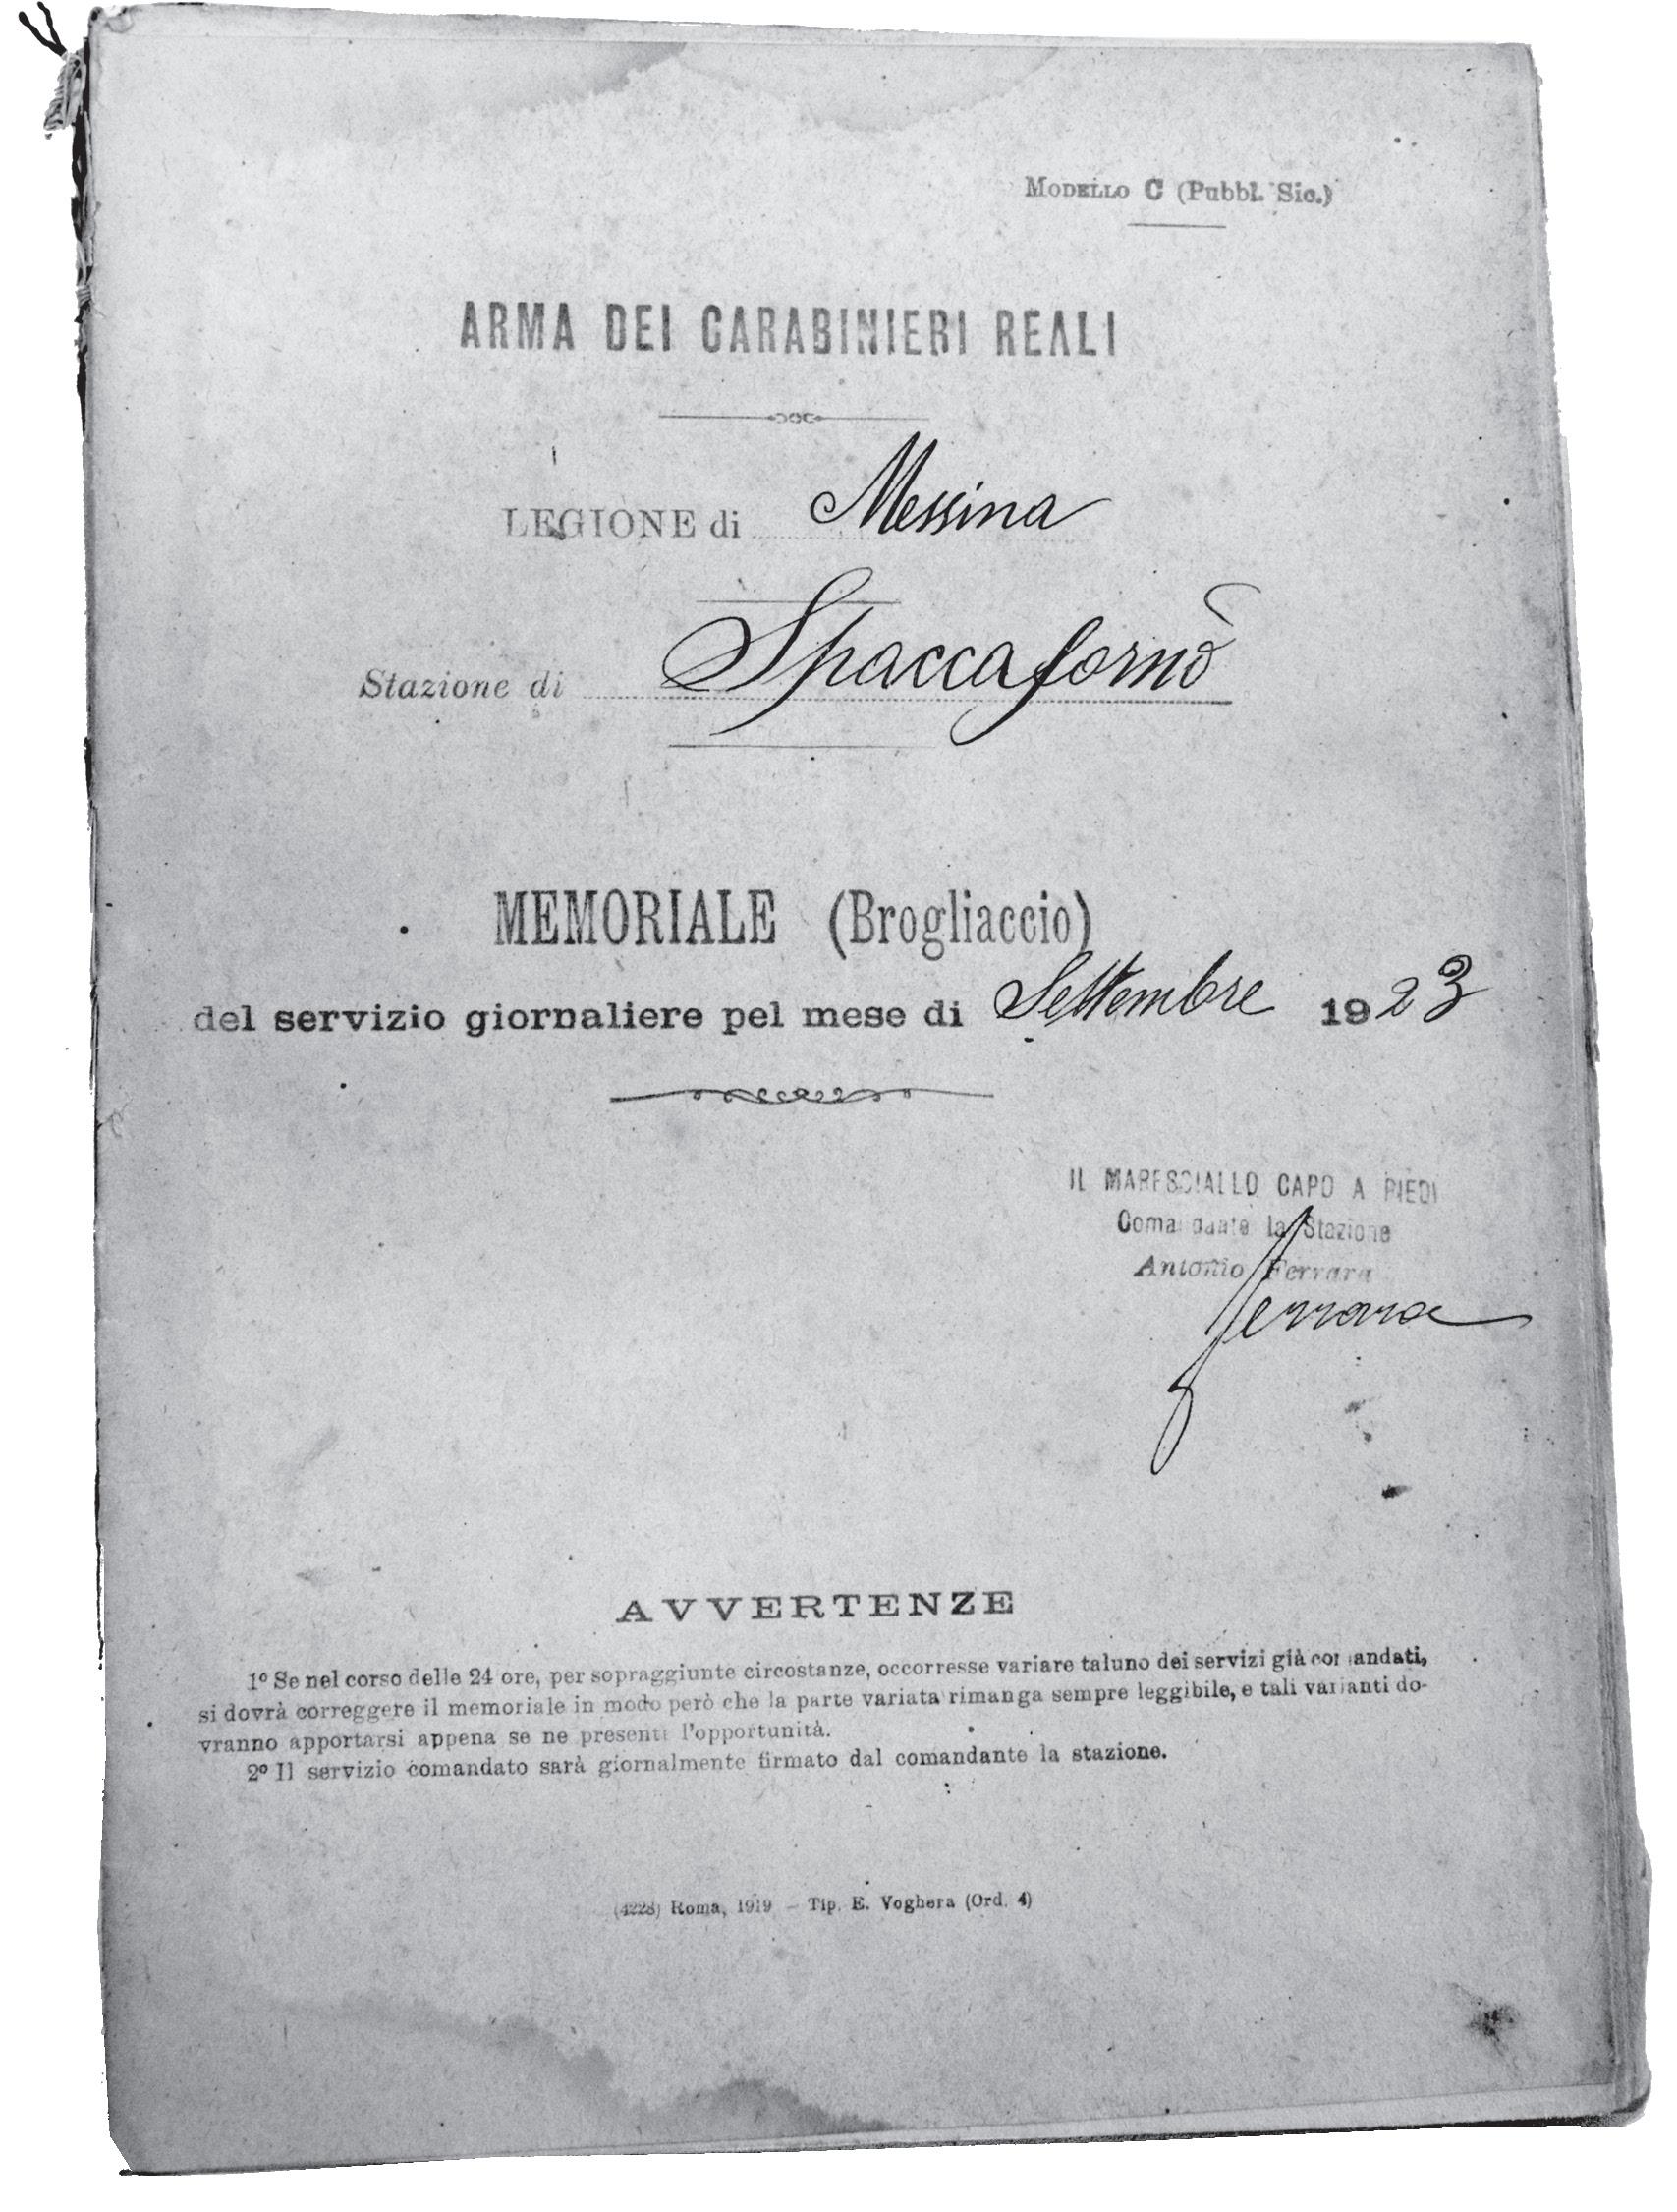 MODELLO C (Pubbl. Sic.)
ARMA DEI CARABINIERI REALI
LEGIONE di Messina
Stazione di Spaccafornò
MEMORIALE (Brogliaccio)
del servizio giornaliere pel mese di Settembre 1923
IL MARESCIALLO CAPO A PIEDI
Comandante la Stazione
Antonio Ferrara
Ferrara
AVVERTENZE
1º Se nel corso delle 24 ore, per sopraggiunte circostanze, occorresse variare taluno dei servizi già comandati,
si dovrà correggere il memoriale in modo però che la parte variata rimanga sempre leggibile, e tali varianti do-
vranno apportarsi appena se ne presenti l'opportunità.
2º Il servizio comandato sarà giornalmente firmato dal comandante la stazione.
(4228) Roma, 1919 — Tip. E. Voghera (Ord. 4)